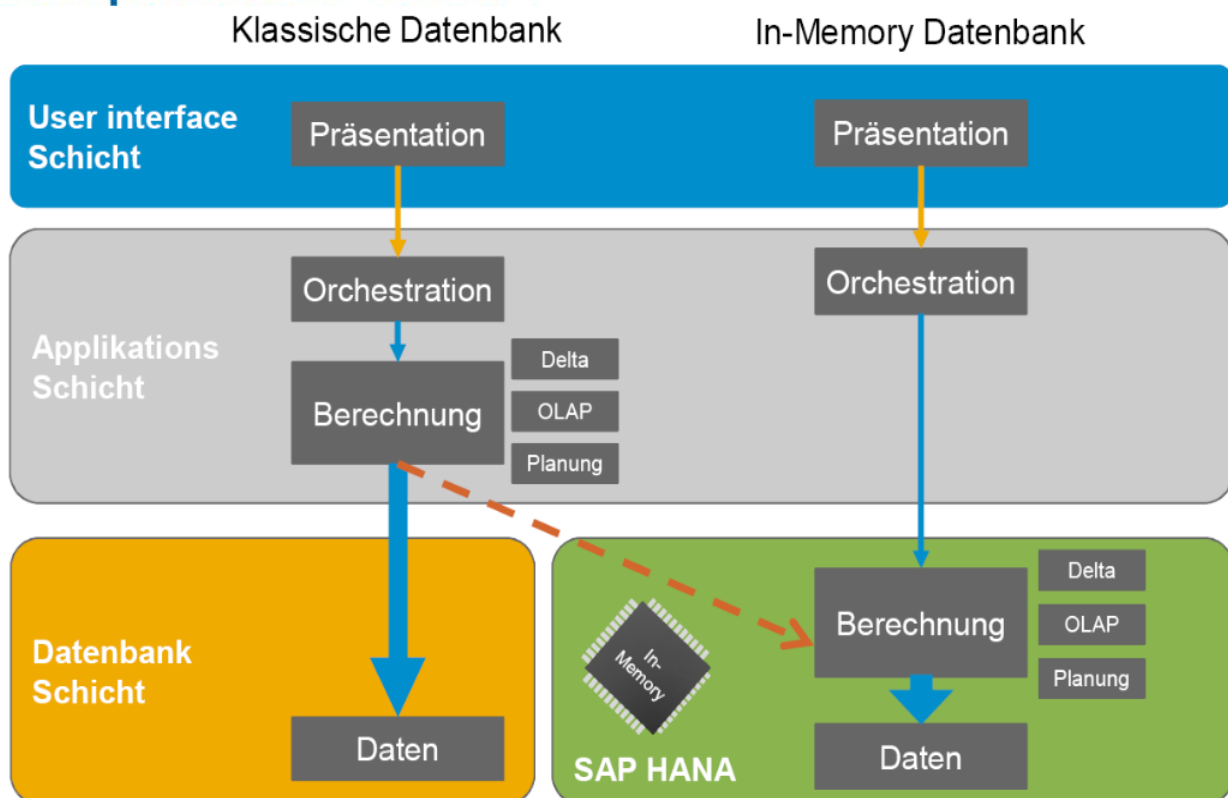 Klassische Datenbank
In-Memory Datenbank
User interface
Schicht
Präsentation
Präsentation
Applikations
Schicht
Orchestration
Orchestration
Berechnung
Delta
OLAP
Planung
Datenbank
Schicht
Daten
In-
Memory
SAP HANA
Berechnung
Delta
OLAP
Planung
Daten